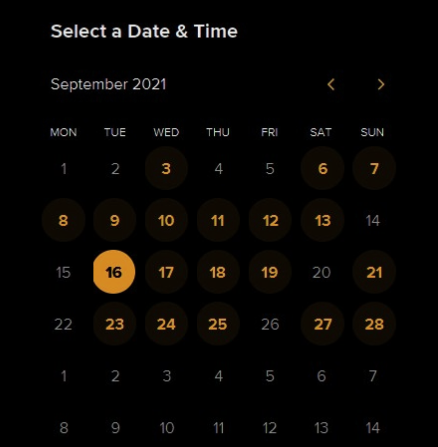 Select a Date & Time
September 2021
MON TUE WED THU FRI SAT SUN
1 2 3 4 5 6 7
8 9 10 11 12 13 14
15 16 17 18 19 20 21
22 23 24 25 26 27 28
1 2 3 4 5 6 7
8 9 10 11 12 13 14